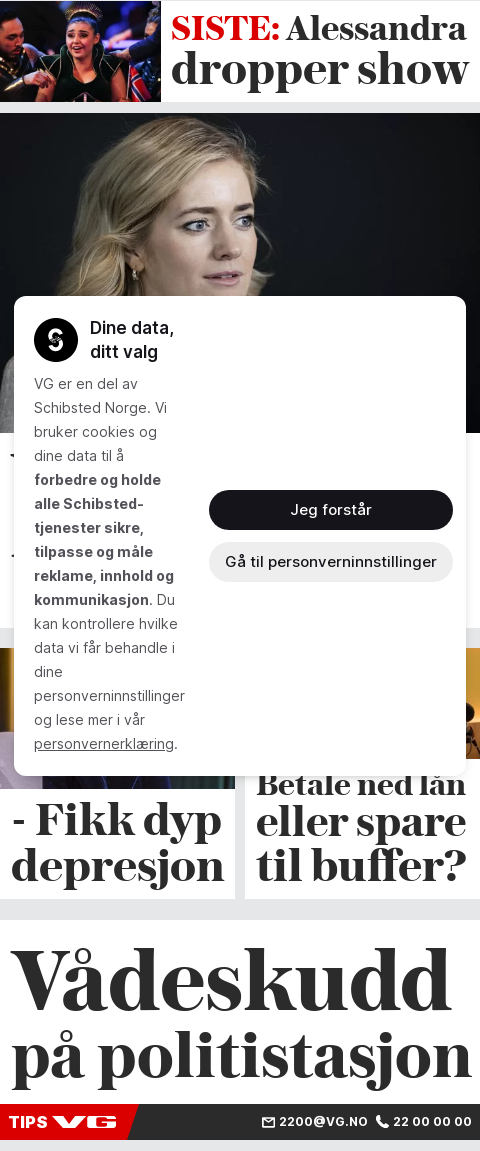 SISTE: Alessandra
dropper show
Dine data,
ditt valg
VG er en del av
Schibsted Norge. Vi
bruker cookies og
dine data til å
forbedre og holde
alle Schibsted-
tjenester sikre,
tilpasse og måle
reklame, innhold og
kommunikasjon. Du
kan kontrollere hvilke
data vi får behandle i
dine
personverninnstillinger
og lese mer i vår
personvernerklæring.
Jeg forstår
Gå til personverninnstillinger
- Fikk dyp
depresjon
Betale ned lån
eller spare
til buffer?
Vådeskudd
på politistasjon
TIPS VG
2200@VG.NO 22 00 00 00